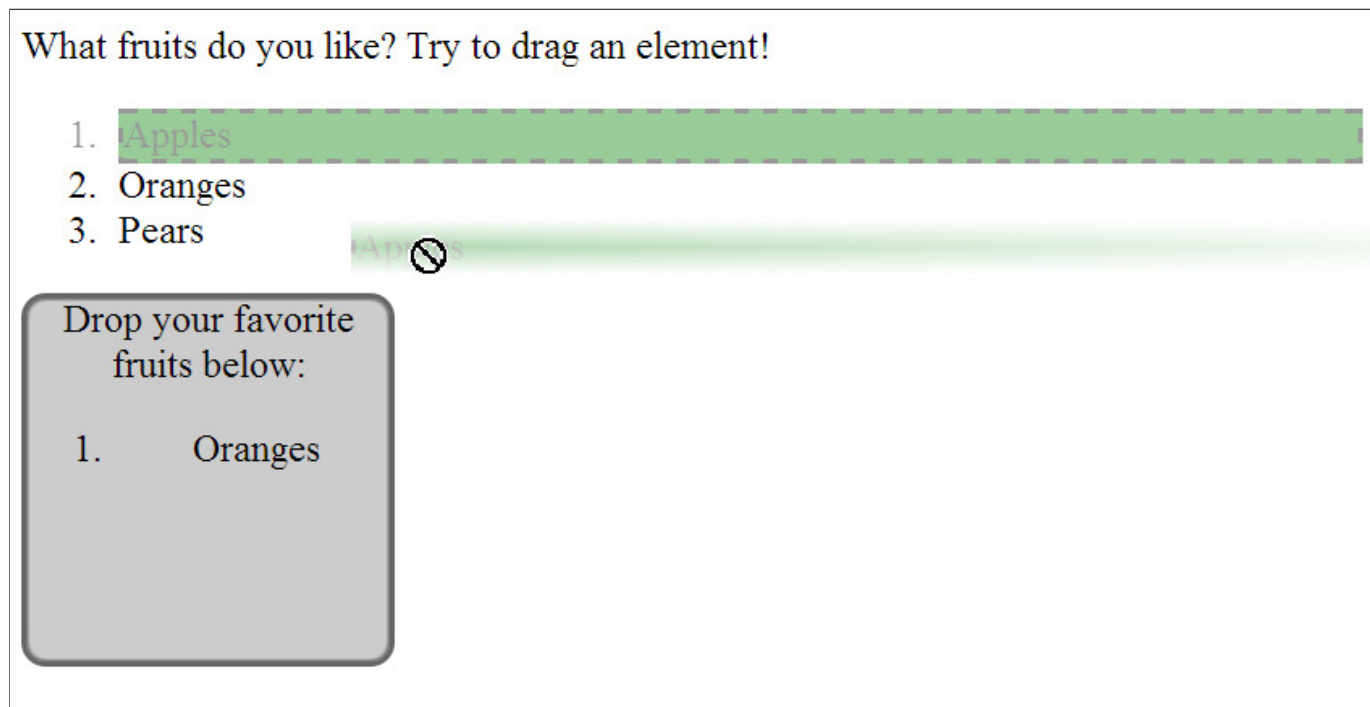 What fruits do you like? Try to drag an element!
1. Apples
2. Oranges
3. Pears
Apples
Drop your favorite
fruits below:
1. Oranges